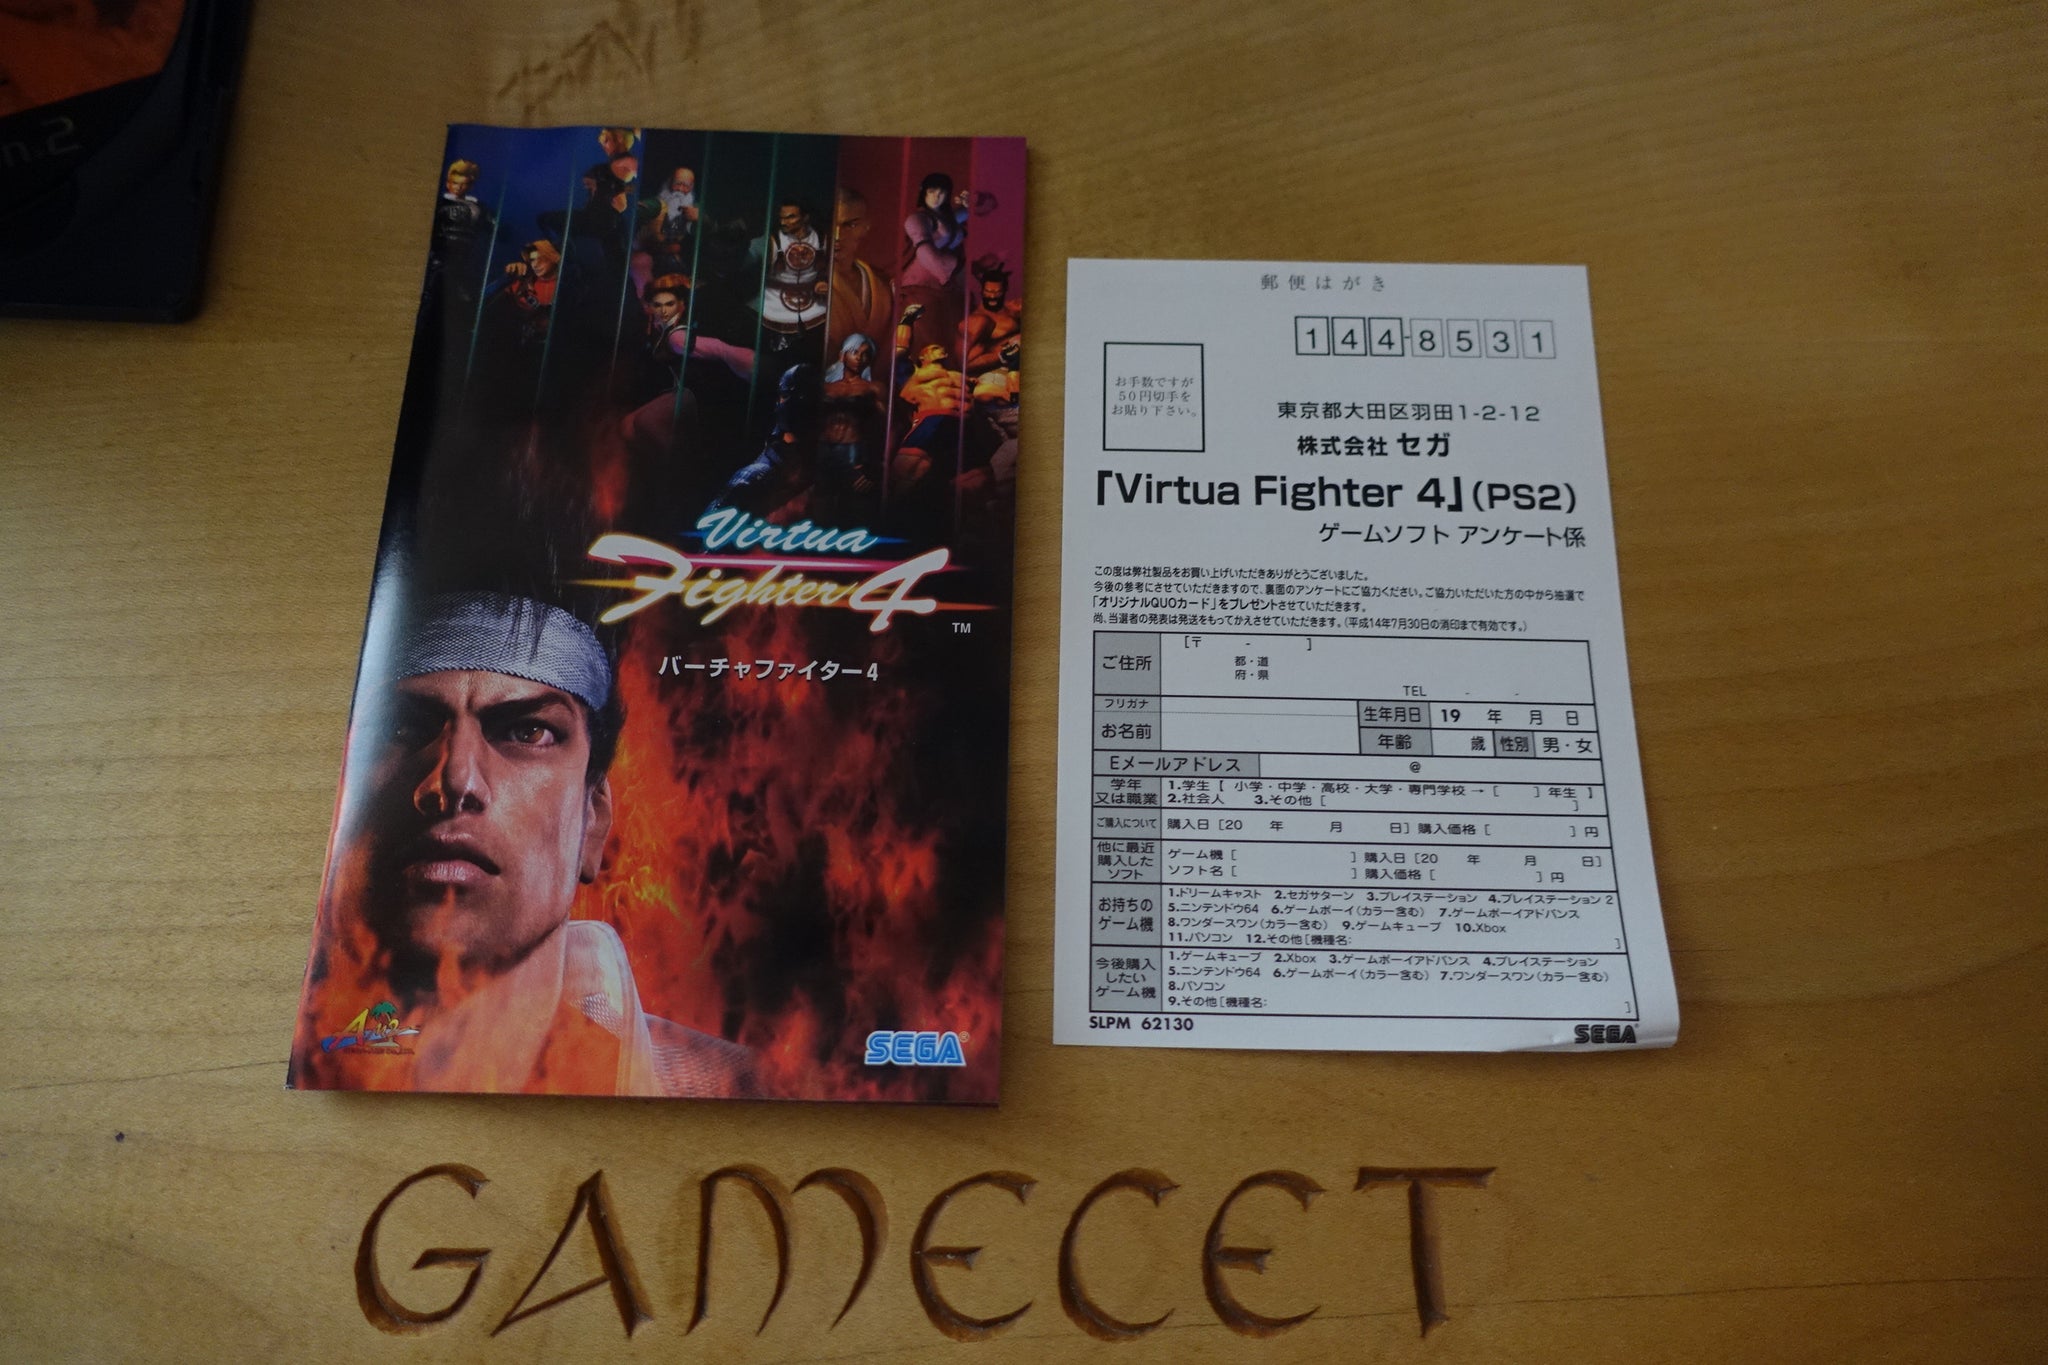 n.2
Virtua
Fighter 4
TM
バーチャファイター4
SEGA®
郵便はがき
144-8531
お手数ですが
50円切手を
お貼り下さい。
東京都大田区羽田1-2-12
株式会社 セガ
「Virtua Fighter 4」(PS2)
ゲームソフト アンケート係
この度は弊社製品をお買い上げいただきありがとうございました。
今後の参考にさせていただきますので、裏面のアンケートにご協力ください。ご協力いただいた方の中から抽選で
「オリジナルQUOカード」をプレゼントさせていただきます。
尚、当選者の発表は発送をもってかえさせていただきます。(平成14年7月30日の消印まで有効です。)
ご住所 [〒 - ]
都・道
府・県
TEL - -
フリガナ
お名前
生年月日 19 年 月 日
年齢 歳 性別 男・女
Eメールアドレス @
学年
又は職業
1.学生【 小学・中学・高校・大学・専門学校→[ ]年生 】
2.社会人 3.その他[ ]
ご購入について 購入日[20 年 月 日] 購入価格[ ]円
他に最近
購入した
ソフト
ゲーム機[ ] 購入日[20 年 月 日]
ソフト名[ ] 購入価格[ ]円
お持ちの
ゲーム機
1.ドリームキャスト 2.セガサターン 3.プレイステーション 4.プレイステーション2
5.ニンテンドウ64 6.ゲームボーイ(カラー含む) 7.ゲームボーイアドバンス
8.ワンダースワン(カラー含む) 9.ゲームキューブ 10.Xbox
11.パソコン 12.その他[機種名: ]
今後購入
したい
ゲーム機
1.ゲームキューブ 2.Xbox 3.ゲームボーイアドバンス 4.プレイステーション
5.ニンテンドウ64 6.ゲームボーイ(カラー含む) 7.ワンダースワン(カラー含む)
8.パソコン
9.その他[機種名: ]
SLPM 62130
SEGA
GAMECET